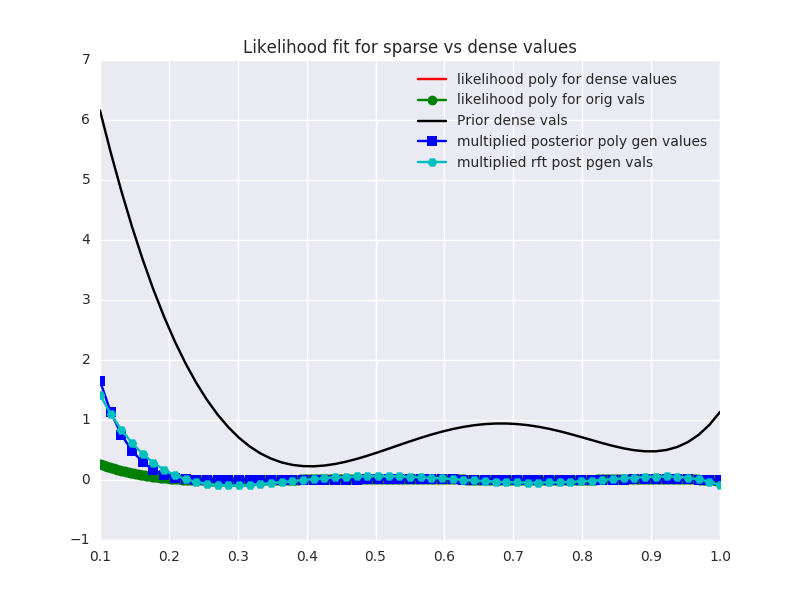 Likelihood fit for sparse vs dense values
7
6
5
4
3
2
1
0
−1
likelihood poly for dense values
likelihood poly for orig vals
Prior dense vals
multiplied posterior poly gen values
multiplied rft post pgen vals
0.1 0.2 0.3 0.4 0.5 0.6 0.7 0.8 0.9 1.0